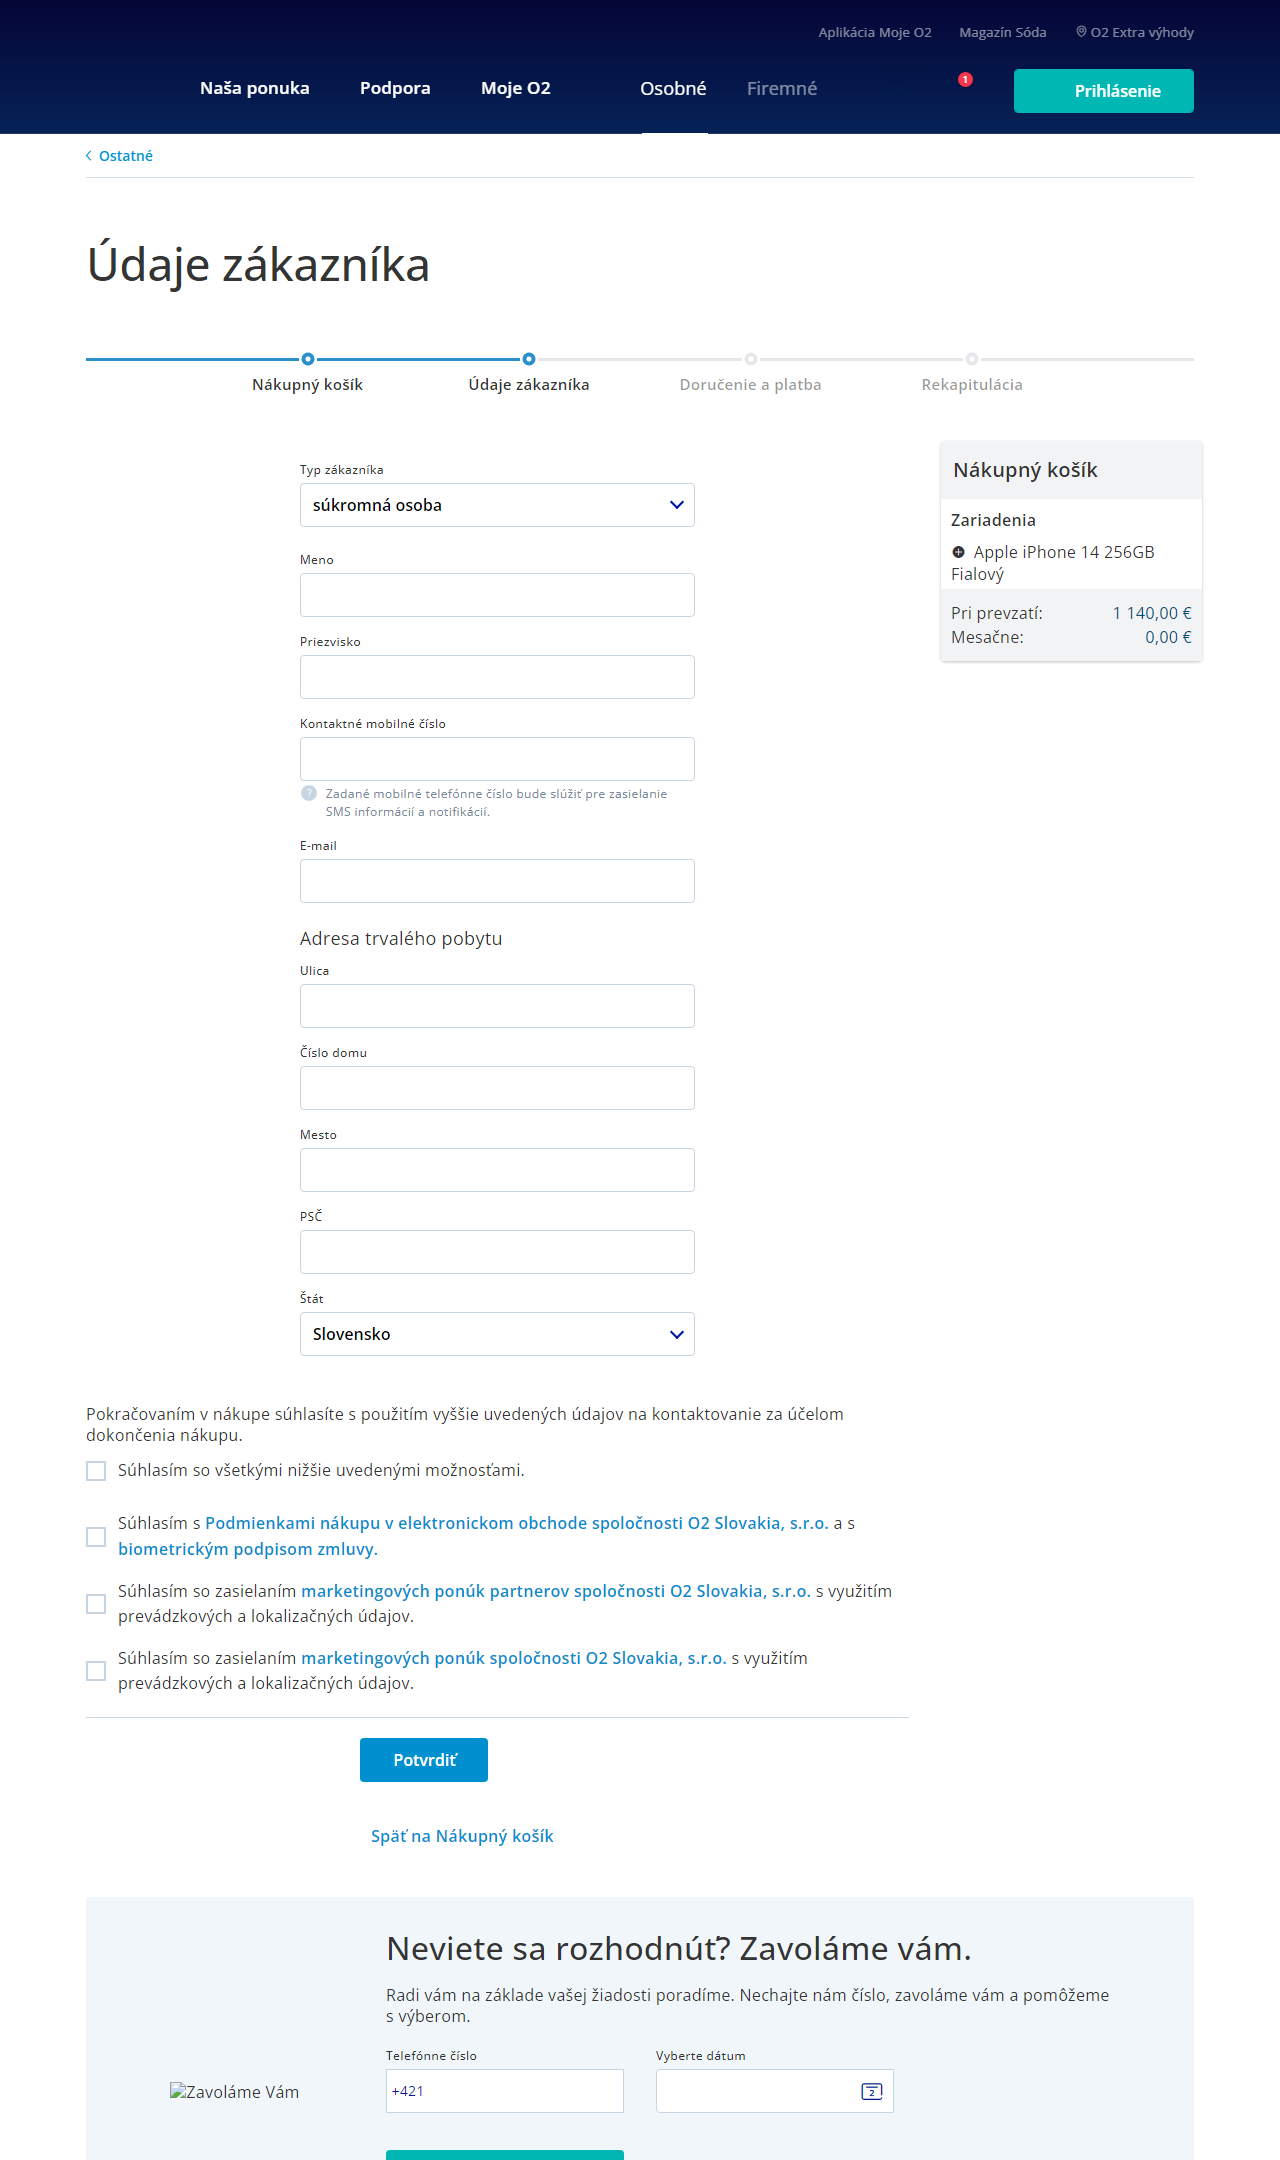 Aplikácia Moje O2 Magazín Sóda O2 Extra výhody
Naša ponuka Podpora Moje O2 Osobné Firemné 1 Prihlásenie
Ostatné
Údaje zákazníka
Nákupný košík Údaje zákazníka Doručenie a platba Rekapitulácia
Typ zákazníka
súkromná osoba
Meno
Priezvisko
Kontaktné mobilné číslo
? Zadané mobilné telefónne číslo bude slúžiť pre zasielanie
SMS informácií a notifikácií.
E-mail
Adresa trvalého pobytu
Ulica
Číslo domu
Mesto
PSČ
Štát
Slovensko
Nákupný košík
Zariadenia
Apple iPhone 14 256GB
Fialový
Pri prevzatí: 1 140,00 €
Mesačne: 0,00 €
Pokračovaním v nákupe súhlasíte s použitím vyššie uvedených údajov na kontaktovanie za účelom
dokončenia nákupu.
Súhlasím so všetkými nižšie uvedenými možnosťami.
Súhlasím s Podmienkami nákupu v elektronickom obchode spoločnosti O2 Slovakia, s.r.o. a s
biometrickým podpisom zmluvy.
Súhlasím so zasielaním marketingových ponúk partnerov spoločnosti O2 Slovakia, s.r.o. s využitím
prevádzkových a lokalizačných údajov.
Súhlasím so zasielaním marketingových ponúk spoločnosti O2 Slovakia, s.r.o. s využitím
prevádzkových a lokalizačných údajov.
Potvrdiť
Späť na Nákupný košík
Neviete sa rozhodnúť? Zavoláme vám.
Radi vám na základe vašej žiadosti poradíme. Nechajte nám číslo, zavoláme vám a pomôžeme
s výberom.
Telefónne číslo Vyberte dátum
Zavoláme Vám +421 2